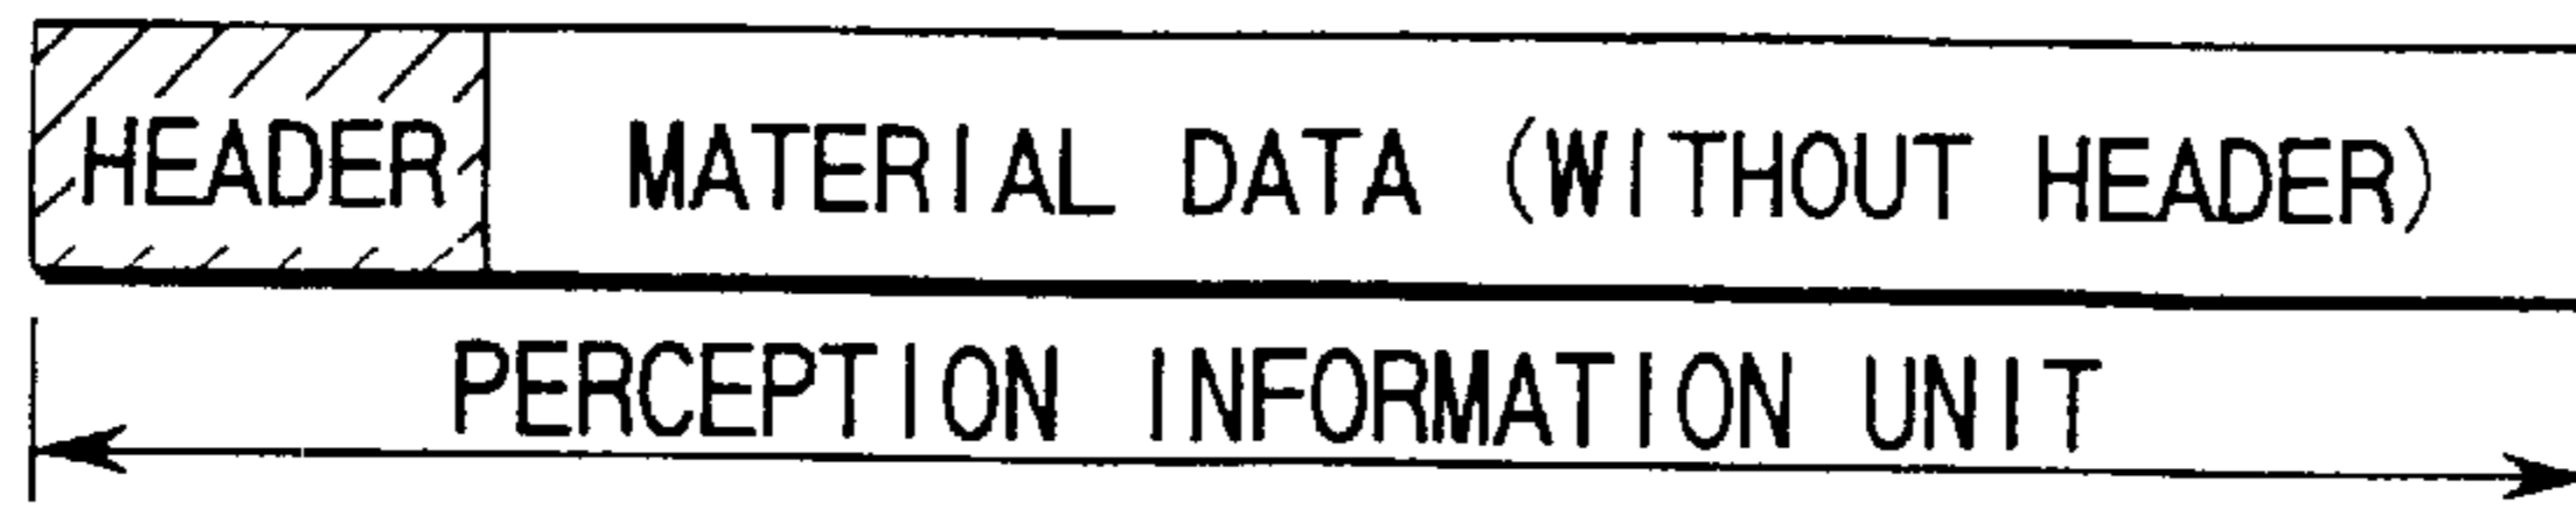 HEADER MATERIAL DATA (WITHOUT HEADER)
PERCEPTION INFORMATION UNIT